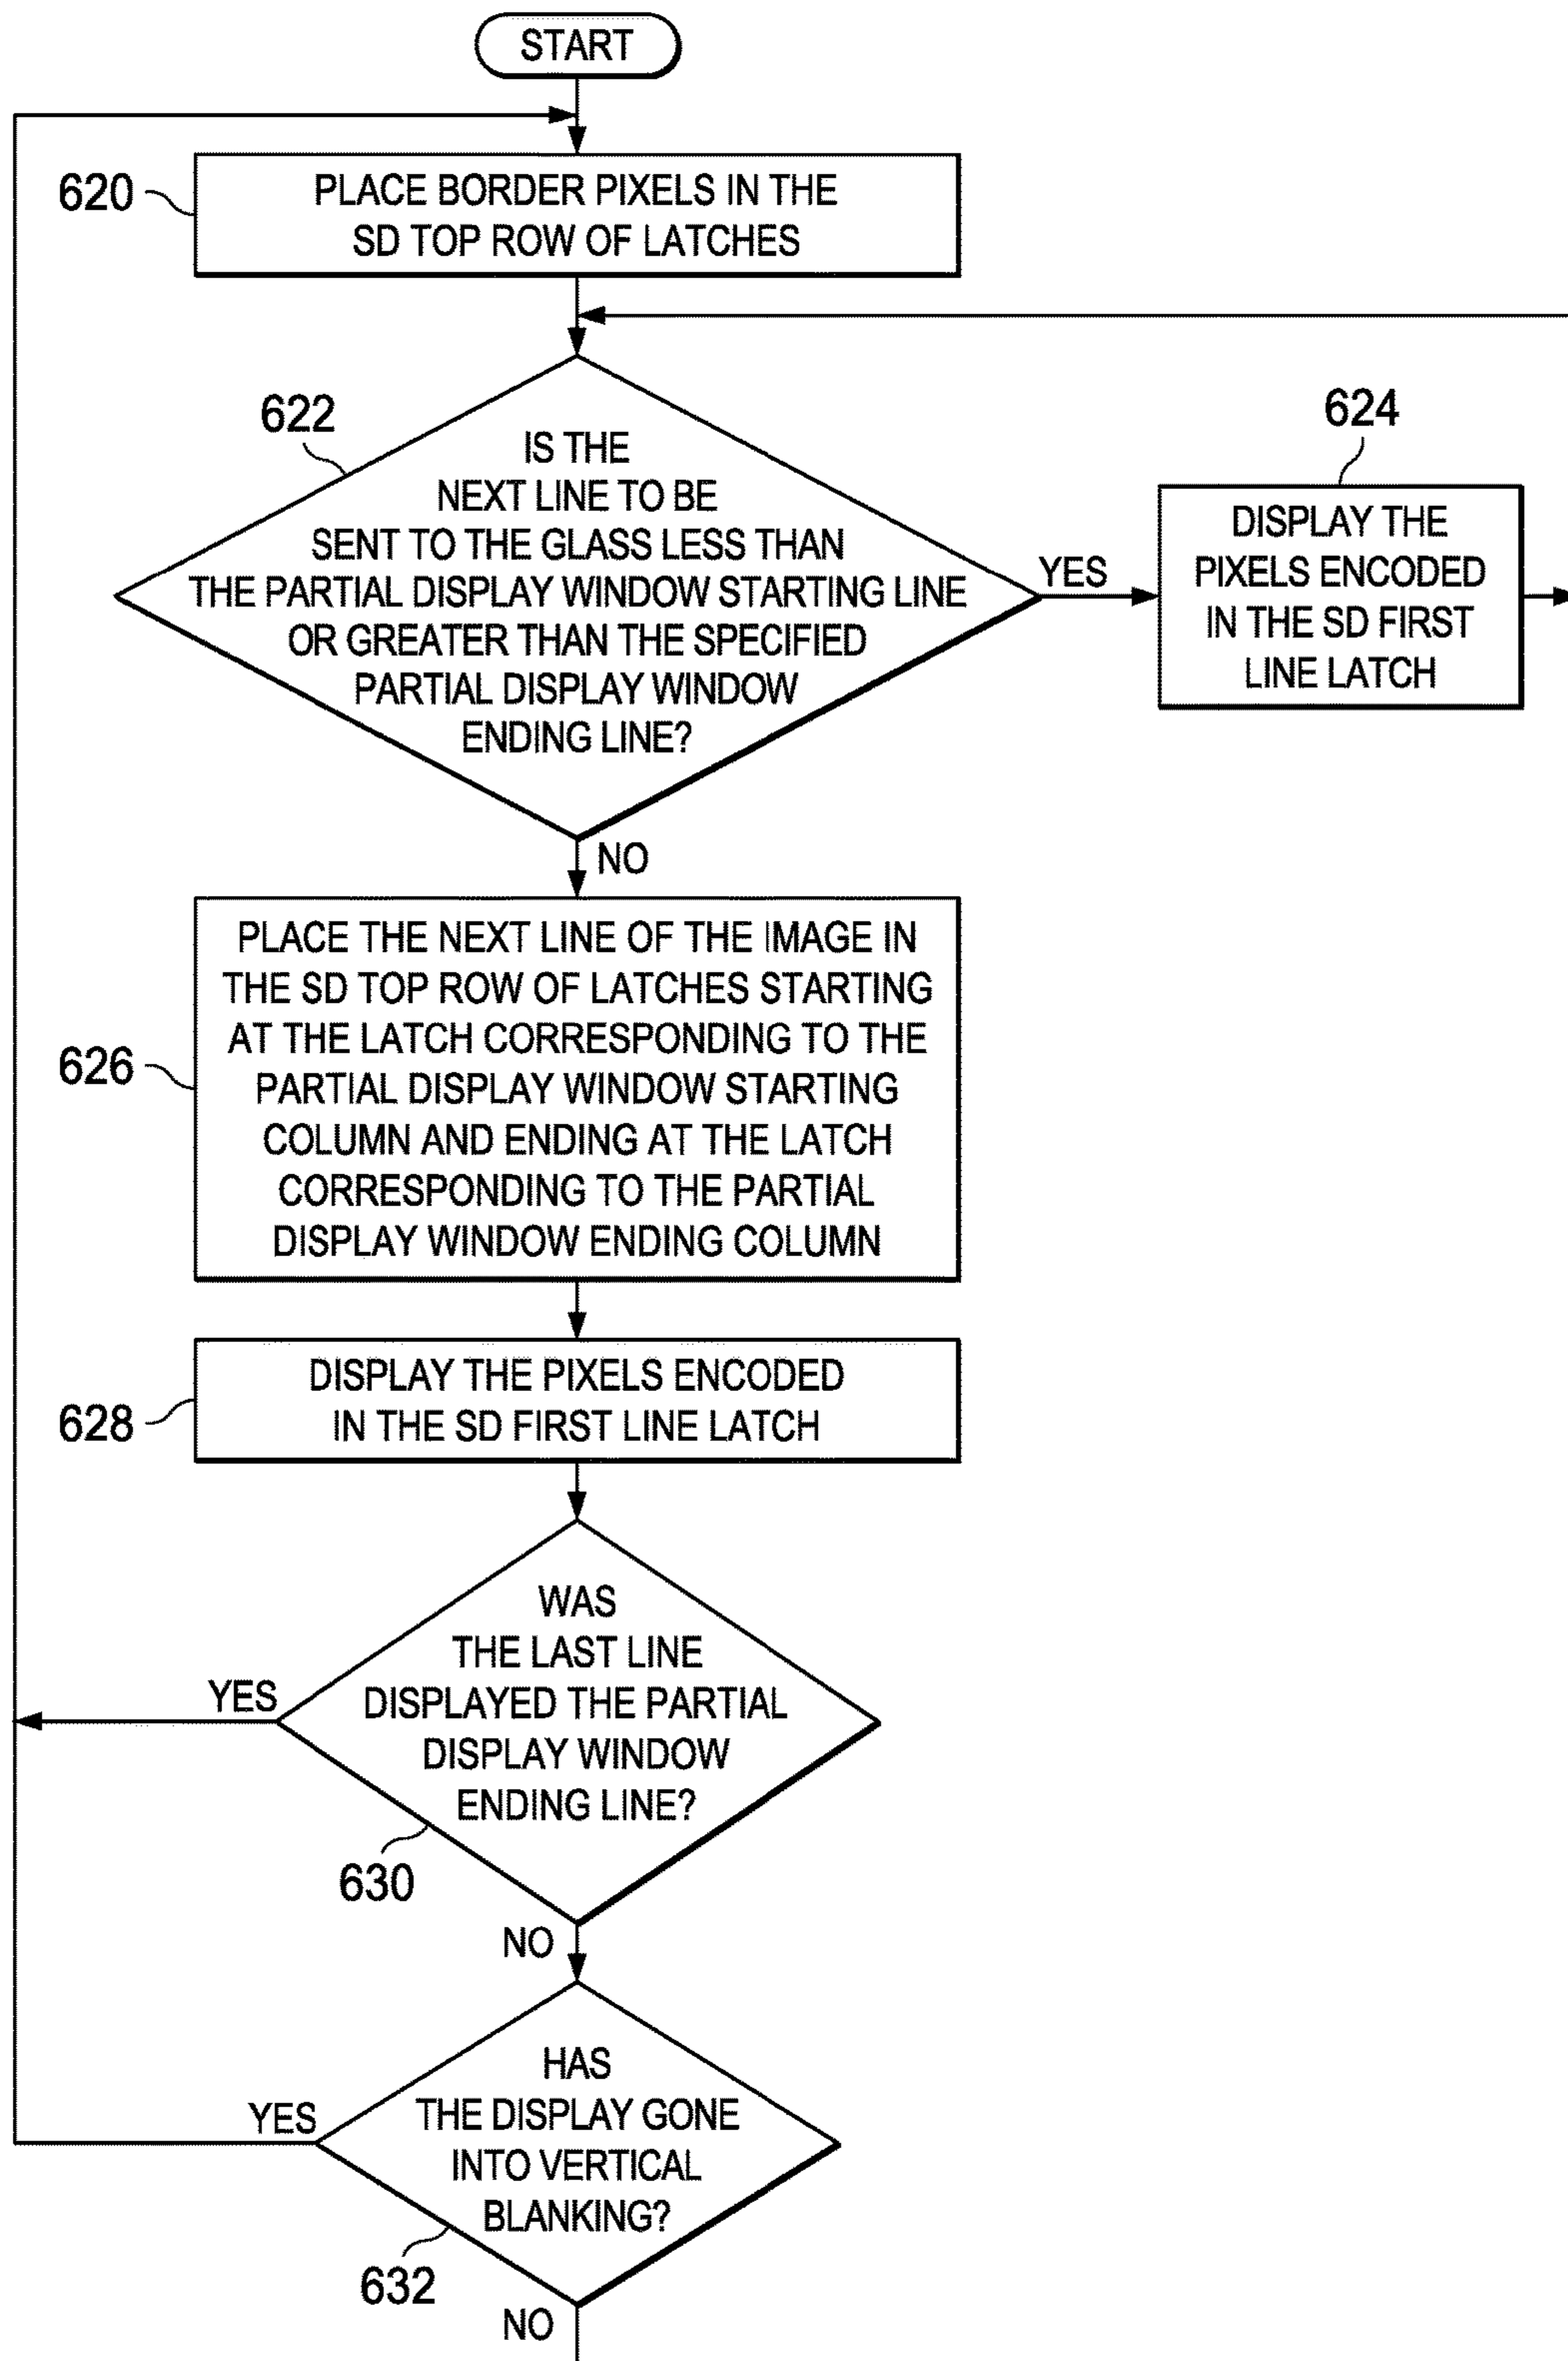 START
620
PLACE BORDER PIXELS IN THE
SD TOP ROW OF LATCHES
622
IS THE
NEXT LINE TO BE
SENT TO THE GLASS LESS THAN
THE PARTIAL DISPLAY WINDOW STARTING LINE
OR GREATER THAN THE SPECIFIED
PARTIAL DISPLAY WINDOW
ENDING LINE?
YES
624
DISPLAY THE
PIXELS ENCODED
IN THE SD FIRST
LINE LATCH
NO
626
PLACE THE NEXT LINE OF THE IMAGE IN
THE SD TOP ROW OF LATCHES STARTING
AT THE LATCH CORRESPONDING TO THE
PARTIAL DISPLAY WINDOW STARTING
COLUMN AND ENDING AT THE LATCH
CORRESPONDING TO THE PARTIAL
DISPLAY WINDOW ENDING COLUMN
628
DISPLAY THE PIXELS ENCODED
IN THE SD FIRST LINE LATCH
WAS
THE LAST LINE
DISPLAYED THE PARTIAL
DISPLAY WINDOW
ENDING LINE?
YES
630
NO
HAS
THE DISPLAY GONE
INTO VERTICAL
BLANKING?
YES
632
NO